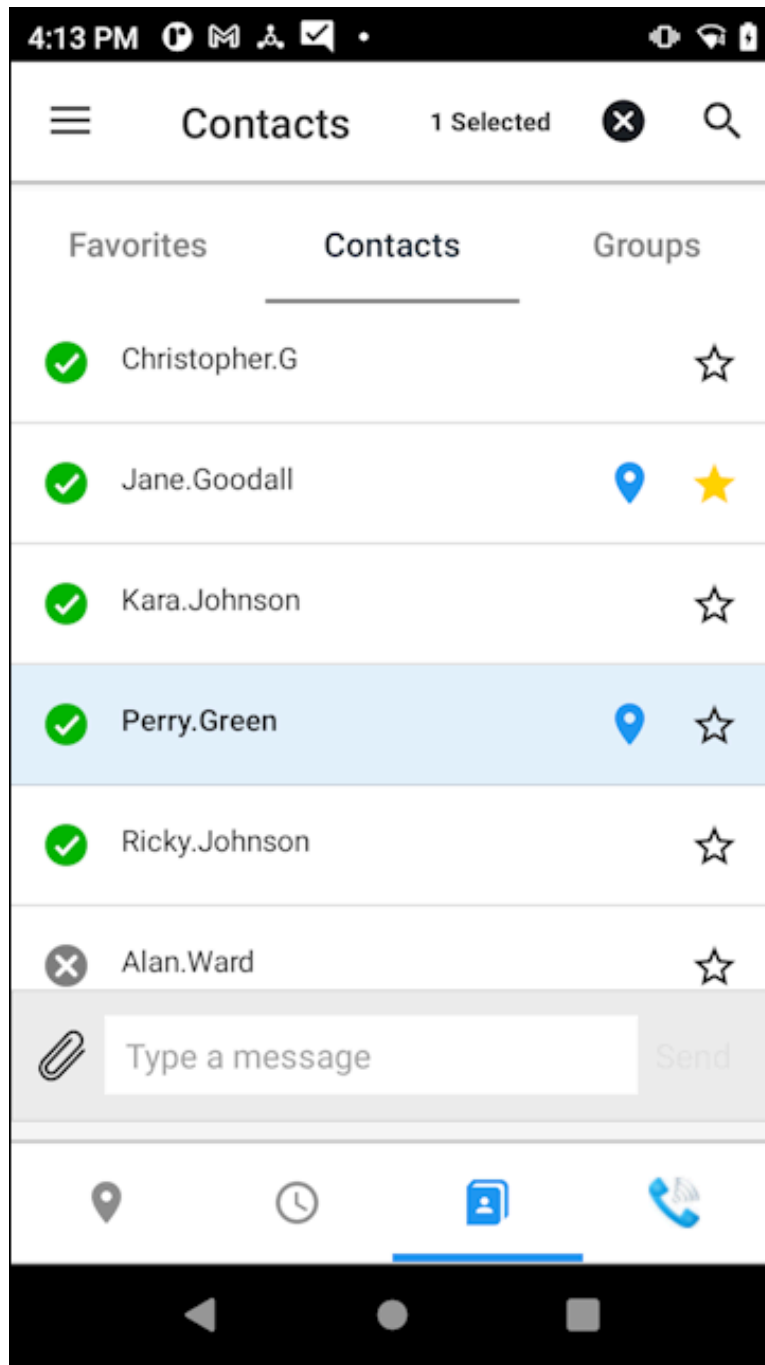 4:13 PM
Contacts 1 Selected
Favorites Contacts Groups
Christopher.G
Jane.Goodall
Kara.Johnson
Perry.Green
Ricky.Johnson
Alan.Ward
Type a message Send